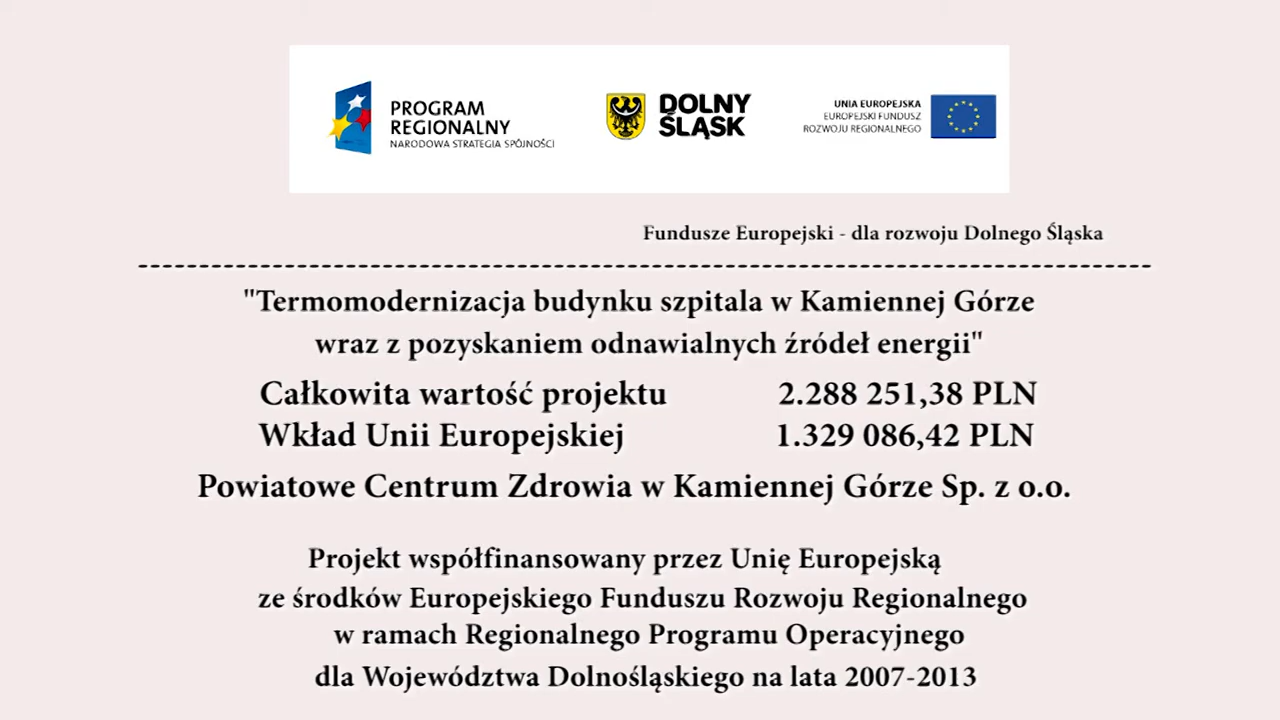 PROGRAM
REGIONALNY
NARODOWA STRATEGIA SPÓJNOŚCI
DOLNY
ŚLĄSK
UNIA EUROPEJSKA
EUROPEJSKI FUNDUSZ
ROZWOJU REGIONALNEGO
Fundusze Europejski - dla rozwoju Dolnego Śląska
"Termomodernizacja budynku szpitala w Kamiennej Górze
wraz z pozyskaniem odnawialnych źródeł energii"
Całkowita wartość projektu 2.288 251,38 PLN
Wkład Unii Europejskiej 1.329 086,42 PLN
Powiatowe Centrum Zdrowia w Kamiennej Górze Sp. z o.o.
Projekt współfinansowany przez Unię Europejską
ze środków Europejskiego Funduszu Rozwoju Regionalnego
w ramach Regionalnego Programu Operacyjnego
dla Województwa Dolnośląskiego na lata 2007-2013